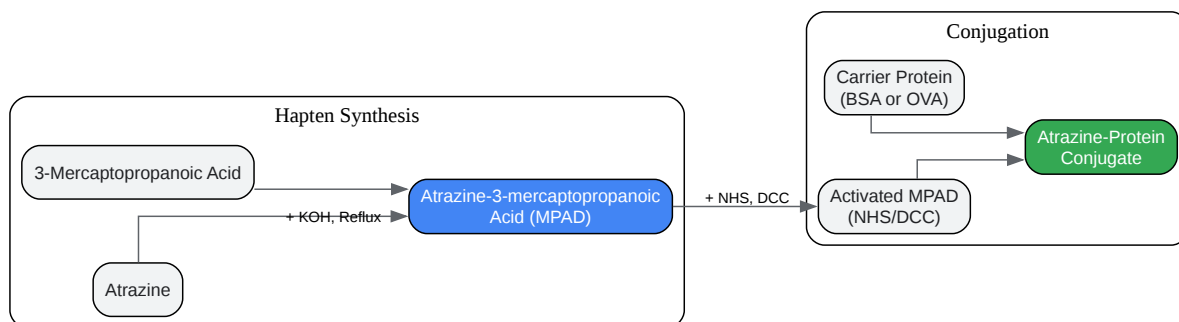 Hapten Synthesis
3-Mercaptopropanoic Acid
Atrazine
+ KOH, Reflux
Atrazine-3-mercaptopropanoic
Acid (MPAD)
+ NHS, DCC
Conjugation
Carrier Protein
(BSA or OVA)
Activated MPAD
(NHS/DCC)
Atrazine-Protein
Conjugate